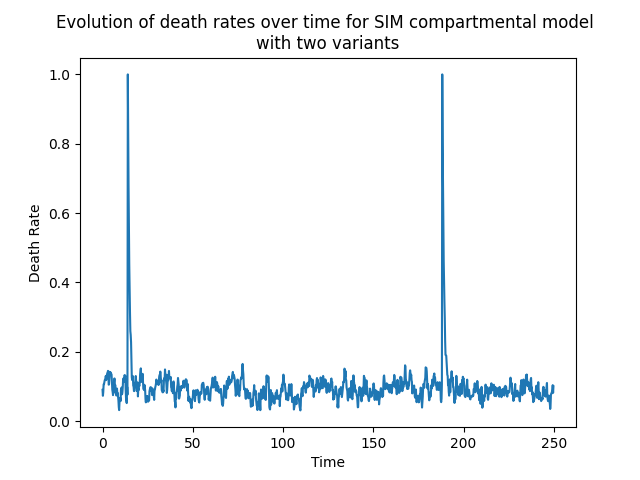 Evolution of death rates over time for SIM compartmental model
with two variants
1.0
0.8
0.6
0.4
0.2
0.0
Death Rate
0 50 100 150 200 250
Time